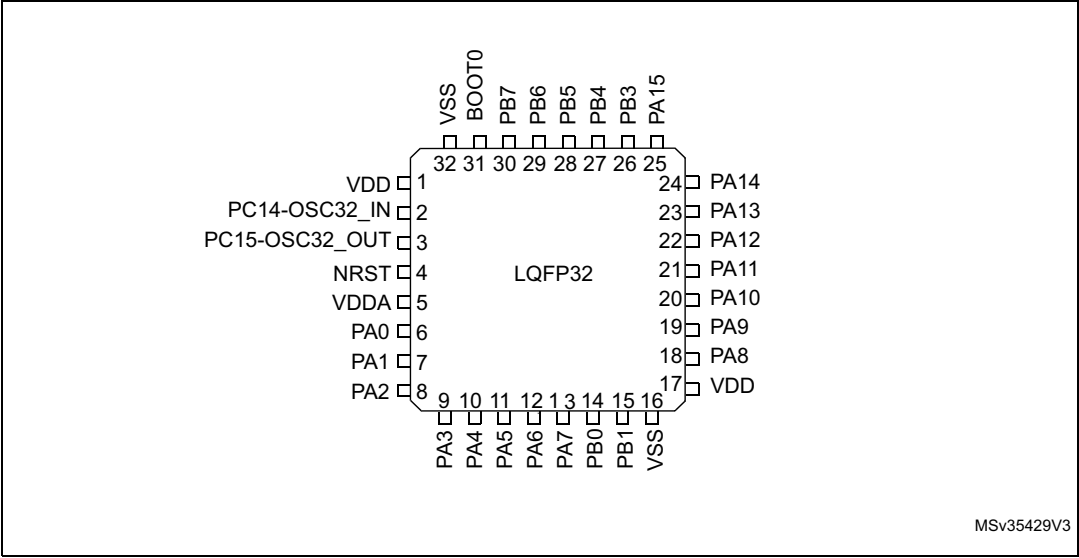 VSS
BOOT0
PB7
PB6
PB5
PB4
PB3
PA15
32 31 30 29 28 27 26 25
VDD 1
PC14-OSC32_IN 2
PC15-OSC32_OUT 3
NRST 4
VDDA 5
PA0 6
PA1 7
PA2 8
LQFP32
24 PA14
23 PA13
22 PA12
21 PA11
20 PA10
19 PA9
18 PA8
17 VDD
9 10 11 12 1 3 14 15 16
PA3
PA4
PA5
PA6
PA7
PB0
PB1
VSS
MSv35429V3